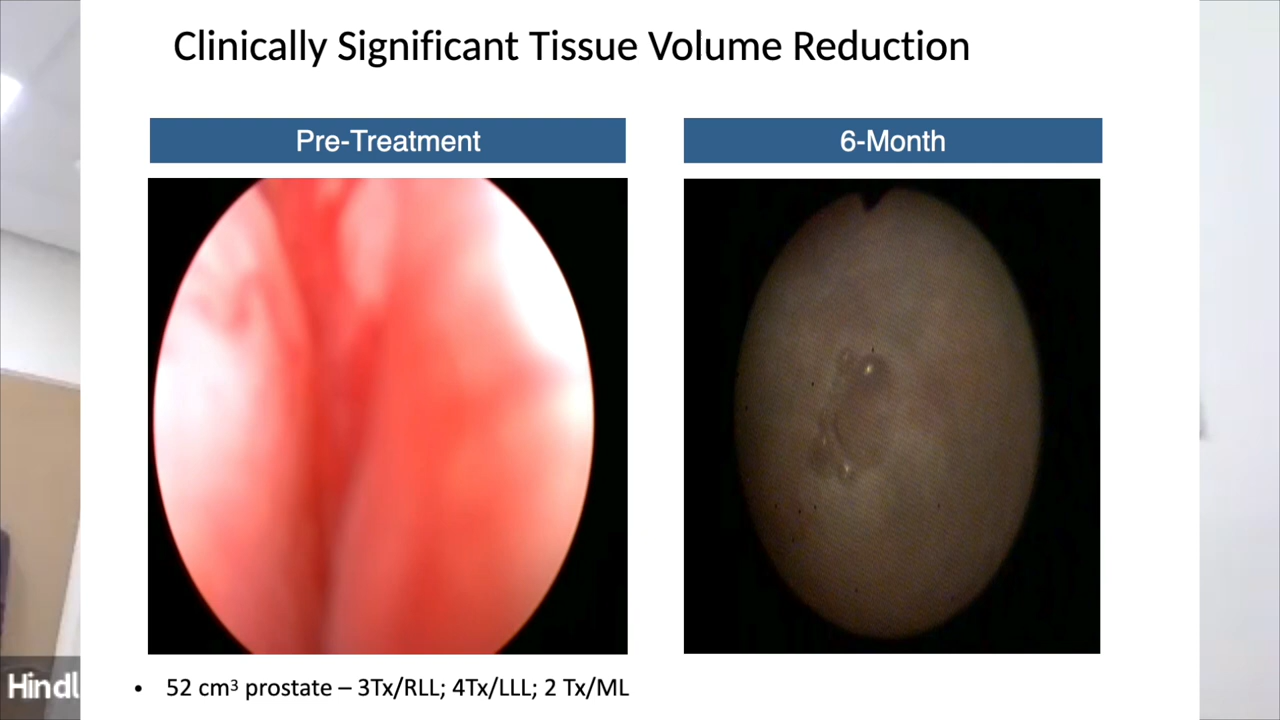 Clinically Significant Tissue Volume Reduction
Pre-Treatment
6-Month
• 52 cm³ prostate – 3Tx/RLL; 4Tx/LLL; 2 Tx/ML
Hindl